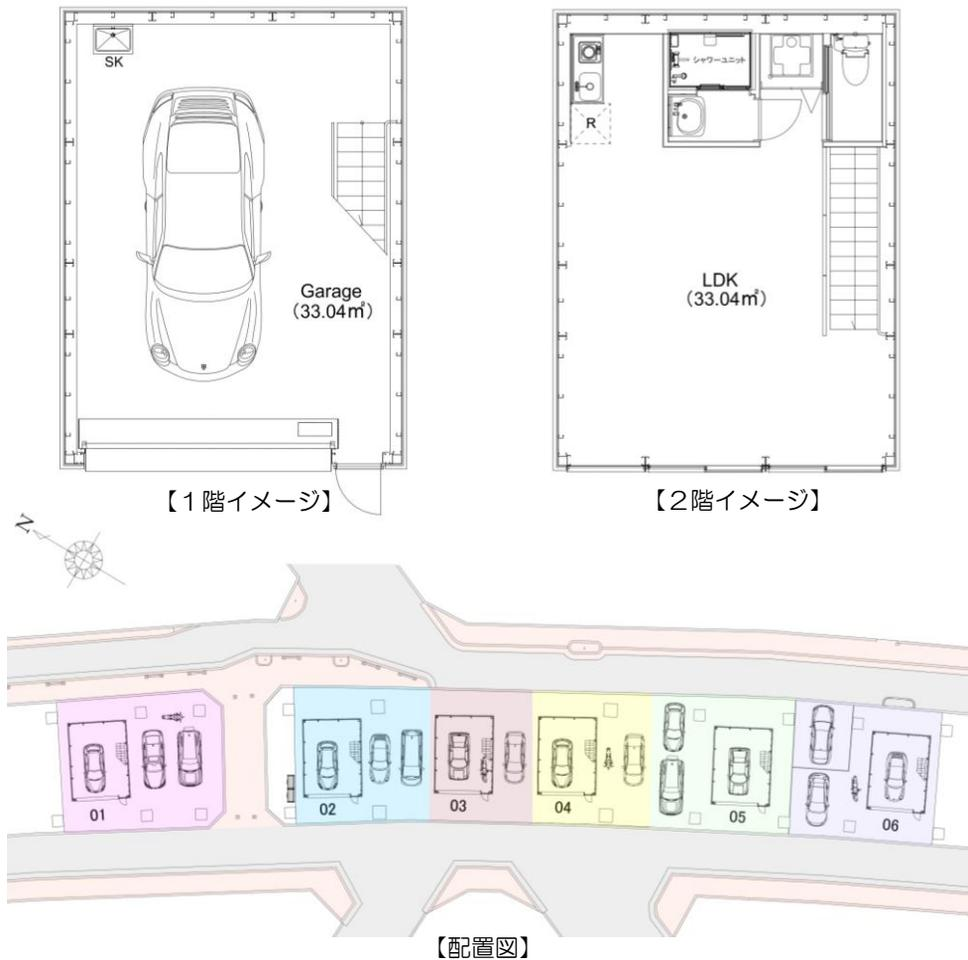 SK
Garage
（33.04㎡）
【１階イメージ】
シャワーユニット
R
LDK
（33.04㎡）
【２階イメージ】
N
01
02
03
04
05
06
【配置図】